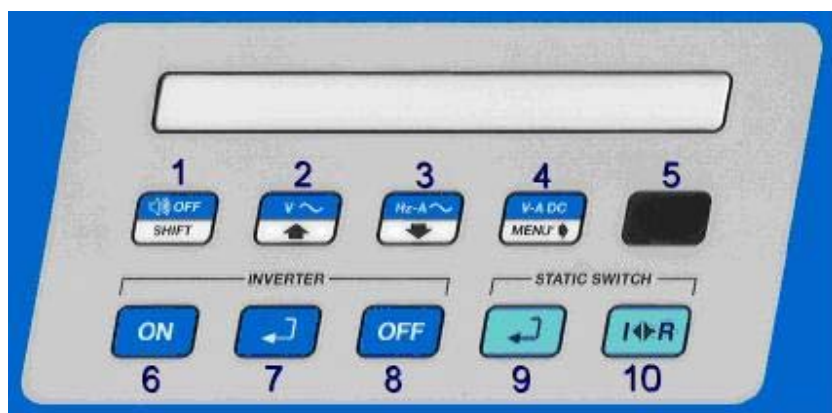 1 2 3 4 5
OFF V Hz-A V-A DC
SHIFT MENU
INVERTER STATIC SWITCH
ON OFF I R
6 7 8 9 10